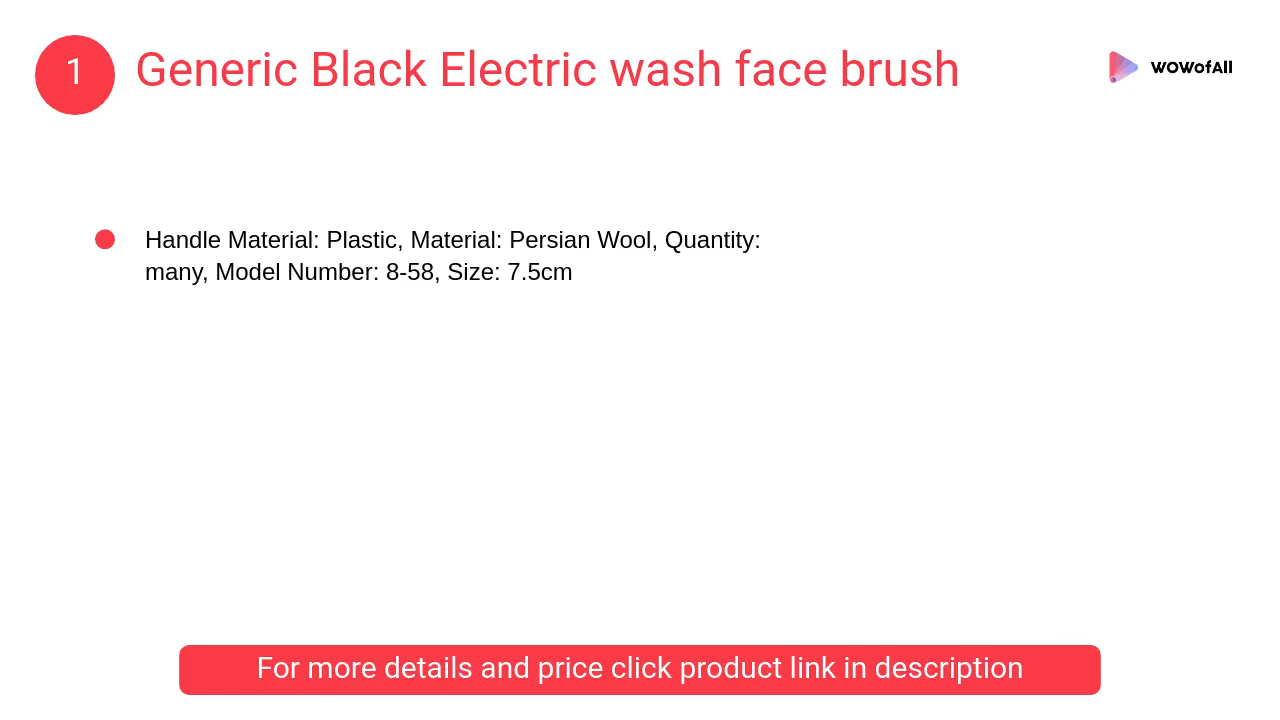 1
Generic Black Electric wash face brush
WOWofAll
Handle Material: Plastic, Material: Persian Wool, Quantity:
many, Model Number: 8-58, Size: 7.5cm
For more details and price click product link in description